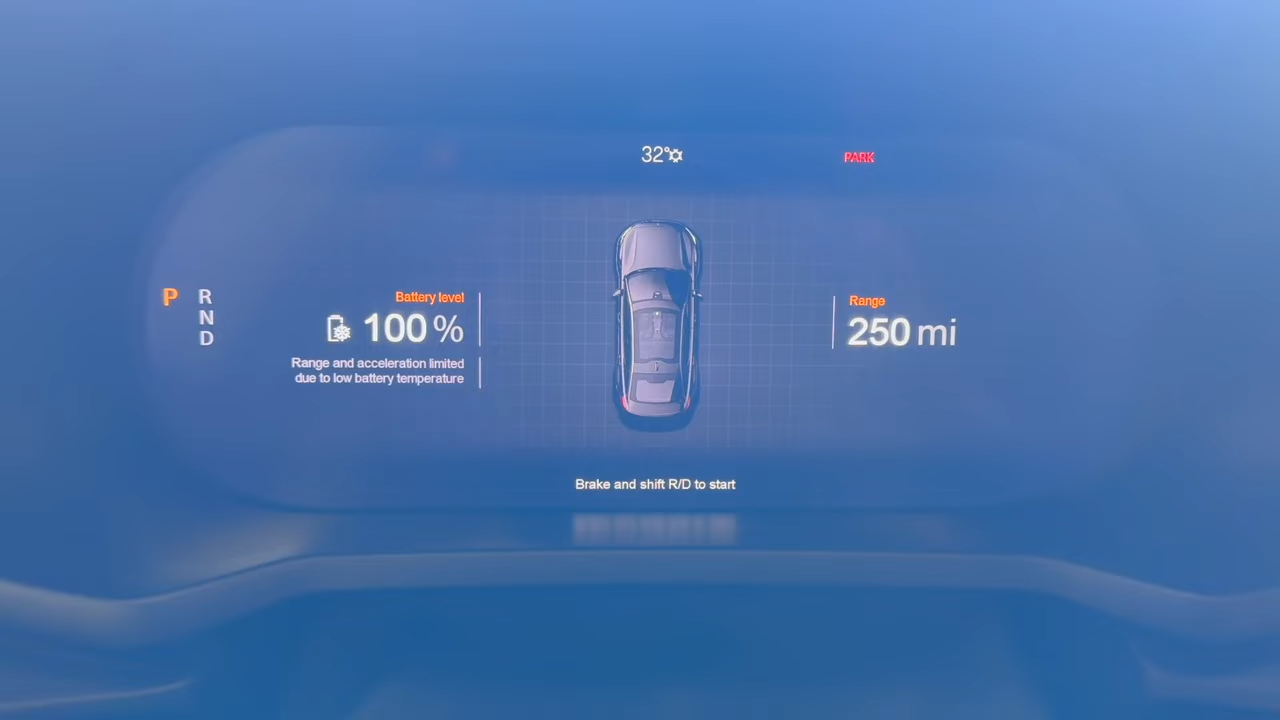 32°
PARK
P
R
N
D
Battery level
100 %
Range and acceleration limited
due to low battery temperature
Range
250 mi
Brake and shift R/D to start